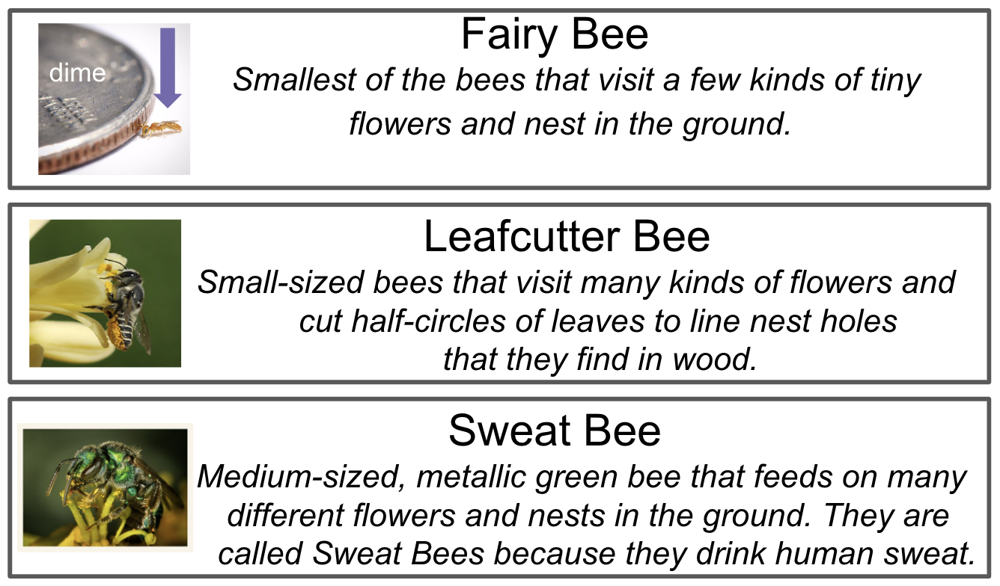 dime
Fairy Bee
Smallest of the bees that visit a few kinds of tiny
flowers and nest in the ground.
Leafcutter Bee
Small-sized bees that visit many kinds of flowers and
cut half-circles of leaves to line nest holes
that they find in wood.
Sweat Bee
Medium-sized, metallic green bee that feeds on many
different flowers and nests in the ground. They are
called Sweat Bees because they drink human sweat.